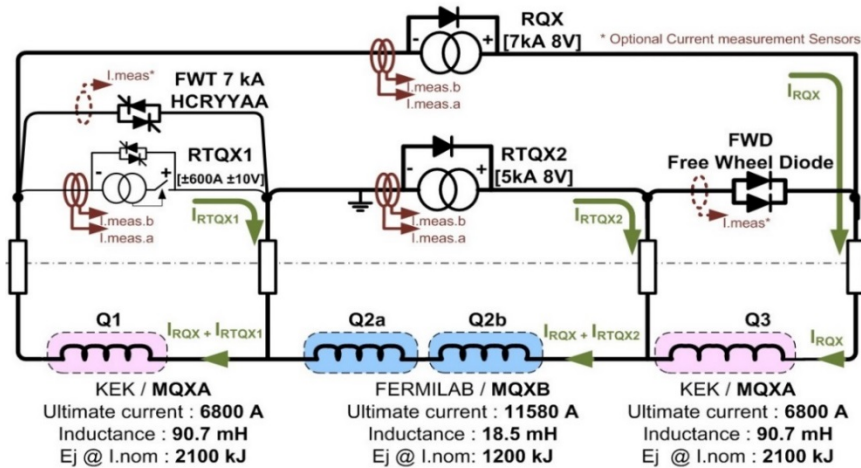 RQX
[7kA 8V]
* Optional Current measurement Sensors
- +
I.meas.b
I.meas.a
I.meas*
FWT 7 kA
HCRYYAA
IRQX
RTQX1
[±600A ±10V]
- +
I.meas.b
I.meas.a
IRTQX1
RTQX2
[5kA 8V]
- +
I.meas.b
I.meas.a
IRTQX2
FWD
Free Wheel Diode
I.meas*
Q1
IRQX + IRTQX1
Q2a
Q2b
IRQX + IRTQX2
Q3
IRQX
KEK / MQXA
Ultimate current : 6800 A
Inductance : 90.7 mH
Ej @ I.nom : 2100 kJ
FERMILAB / MQXB
Ultimate current : 11580 A
Inductance : 18.5 mH
Ej @ I.nom: 1200 kJ
KEK / MQXA
Ultimate current : 6800 A
Inductance : 90.7 mH
Ej @ I.nom : 2100 kJ